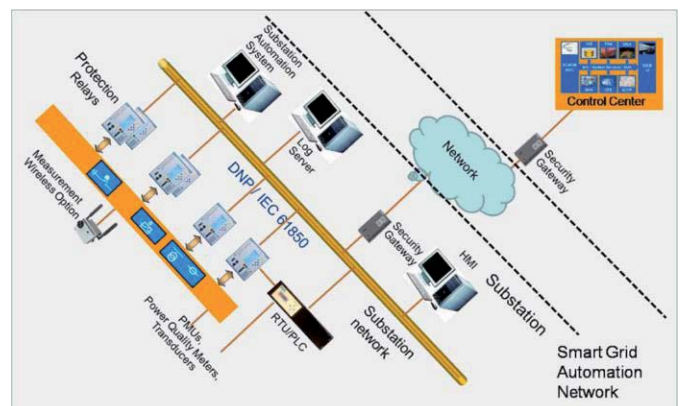 Protection
Relays
Substation
Automation
System
Log
Server
Measurement
Wireless Option
DNP / IEC 61850
Network
Control Center
Security
Gateway
Security
Gateway
HMI
Substation
PMUs,
Power Quality Meters,
Transducers
RTU/PLC
Substation
network
Smart Grid
Automation
Network